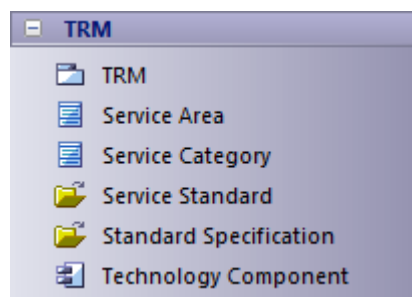 TRM
TRM
Service Area
Service Category
Service Standard
Standard Specification
Technology Component